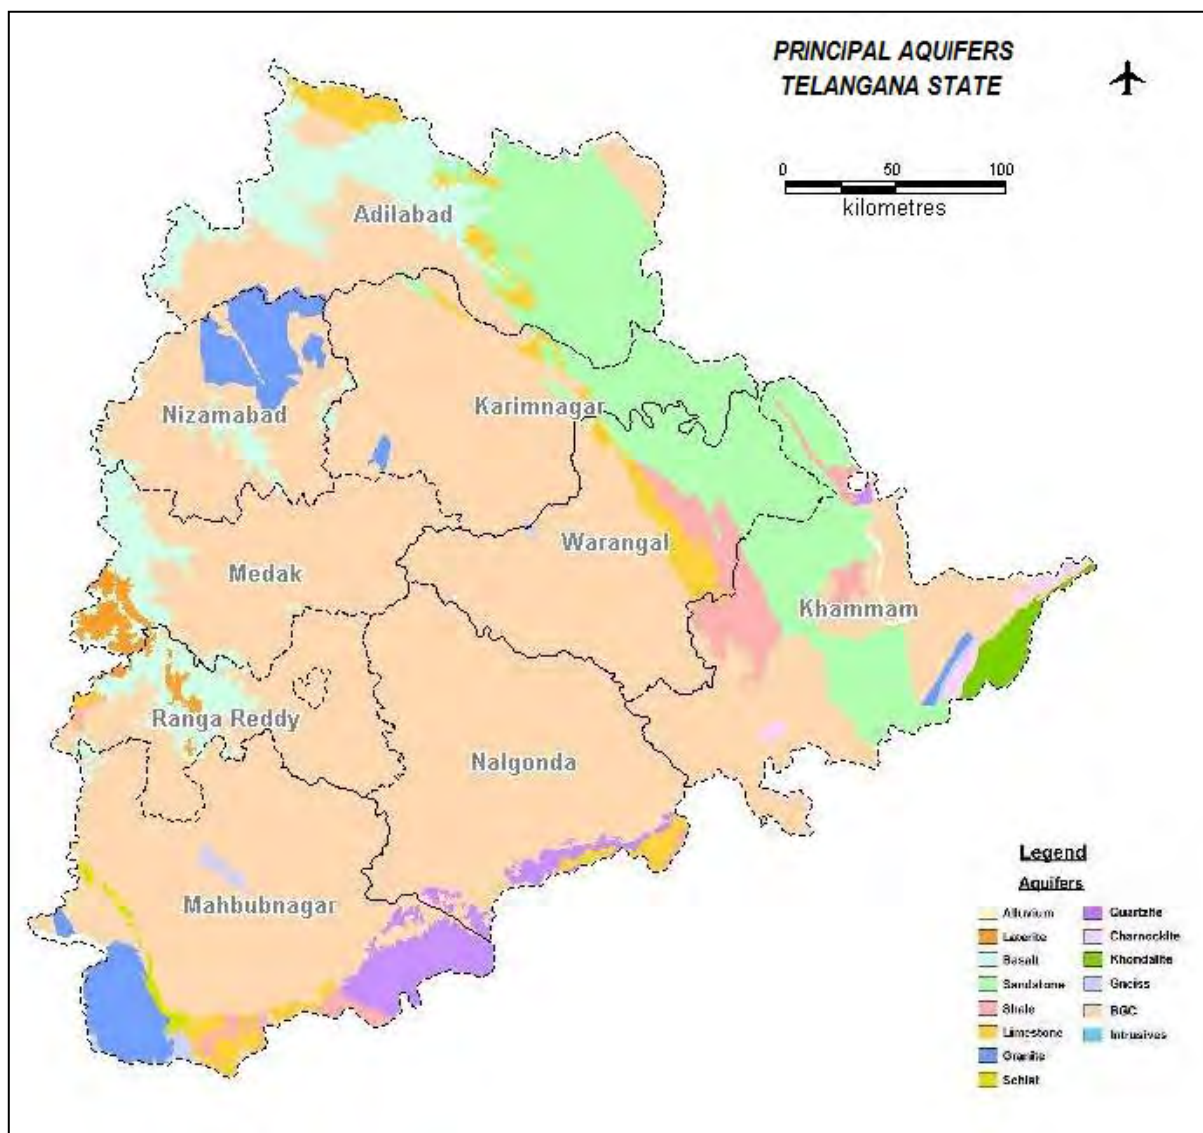 PRINCIPAL AQUIFERS
TELANGANA STATE
0 50 100
kilometres
Adilabad
Nizamabad
Karimnagar
Medak
Warangal
Khammam
Ranga Reddy
Nalgonda
Mahbubnagar
Legend
Aquifers
Alluvium
Laterite
Basalt
Sandstone
Shale
Limestone
Granite
Schist
Quartzite
Charnockite
Khondalite
Gneiss
BGC
Intrusives